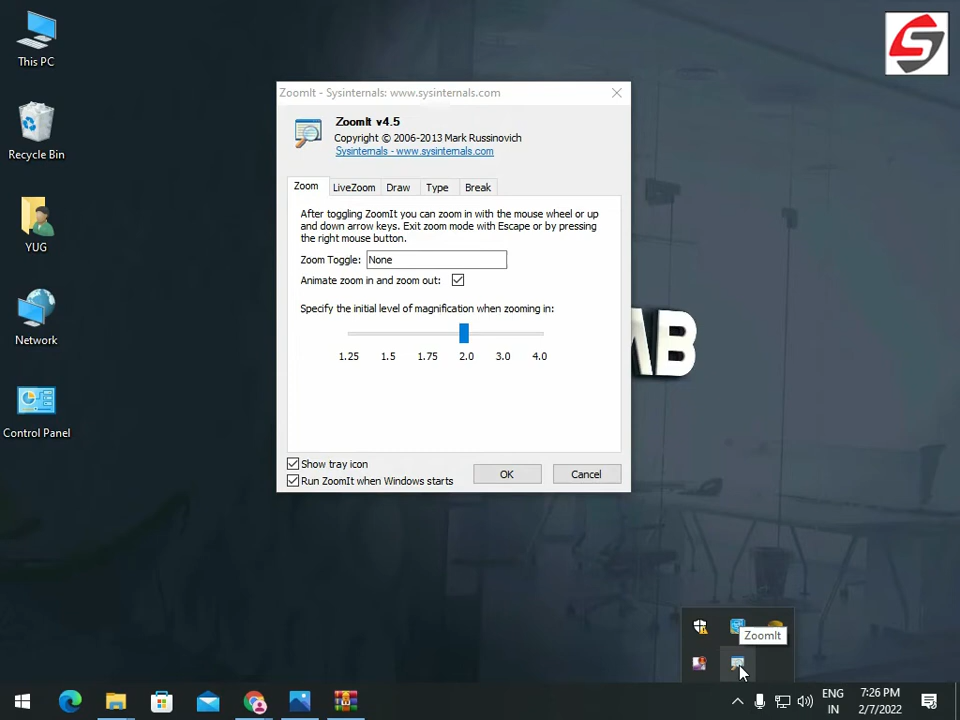 This PC
Recycle Bin
YUG
Network
Control Panel
ZoomIt - Sysinternals: www.sysinternals.com
ZoomIt v4.5
Copyright © 2006-2013 Mark Russinovich
Sysinternals - www.sysinternals.com
Zoom LiveZoom Draw Type Break
After toggling ZoomIt you can zoom in with the mouse wheel or up
and down arrow keys. Exit zoom mode with Escape or by pressing
the right mouse button.
Zoom Toggle: None
Animate zoom in and zoom out:
Specify the initial level of magnification when zooming in:
1.25 1.5 1.75 2.0 3.0 4.0
Show tray icon
Run ZoomIt when Windows starts
OK Cancel
ZoomIt
ENG
IN
7:26 PM
2/7/2022